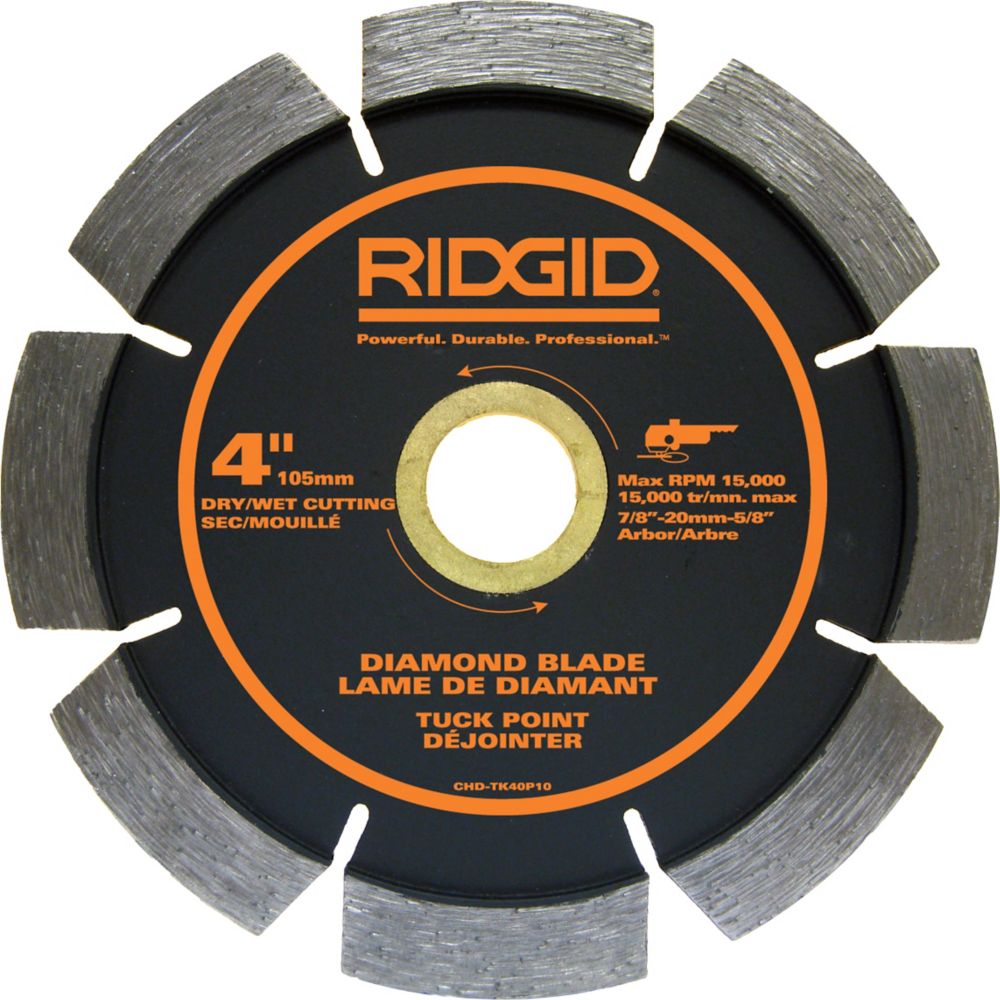 RIDGID®
Powerful. Durable. Professional.™
4"
105mm
DRY/WET CUTTING
SEC/MOUILLÉ
Max RPM 15,000
15,000 tr/mn. max
7/8”-20mm-5/8”
Arbor/Arbre
DIAMOND BLADE
LAME DE DIAMANT
TUCK POINT
DÉJOINTER
CHD-TK40P10